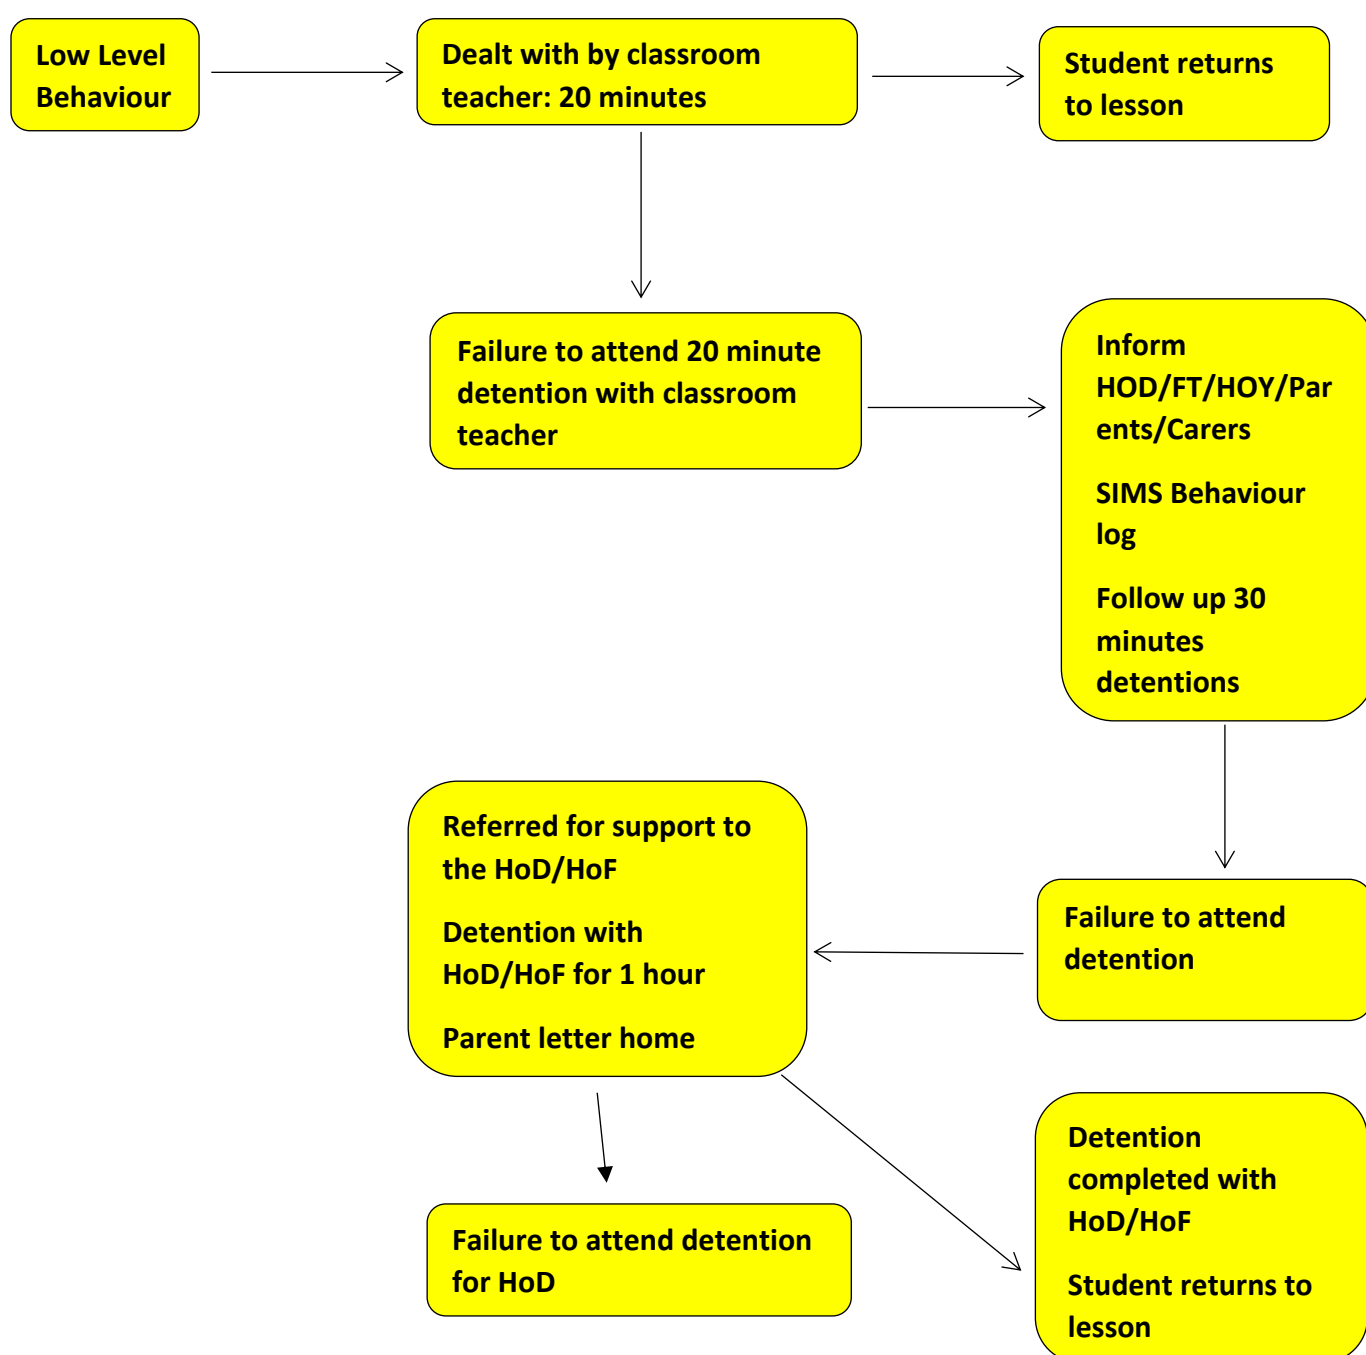 Low Level
Behaviour
Dealt with by classroom
teacher: 20 minutes
Student returns
to lesson
Failure to attend 20 minute
detention with classroom
teacher
Inform
HOD/FT/HOY/Par
ents/Carers
SIMS Behaviour
log
Follow up 30
minutes
detentions
Failure to attend
detention
Referred for support to
the HoD/HoF
Detention with
HoD/HoF for 1 hour
Parent letter home
Failure to attend detention
for HoD
Detention
completed with
HoD/HoF
Student returns to
lesson